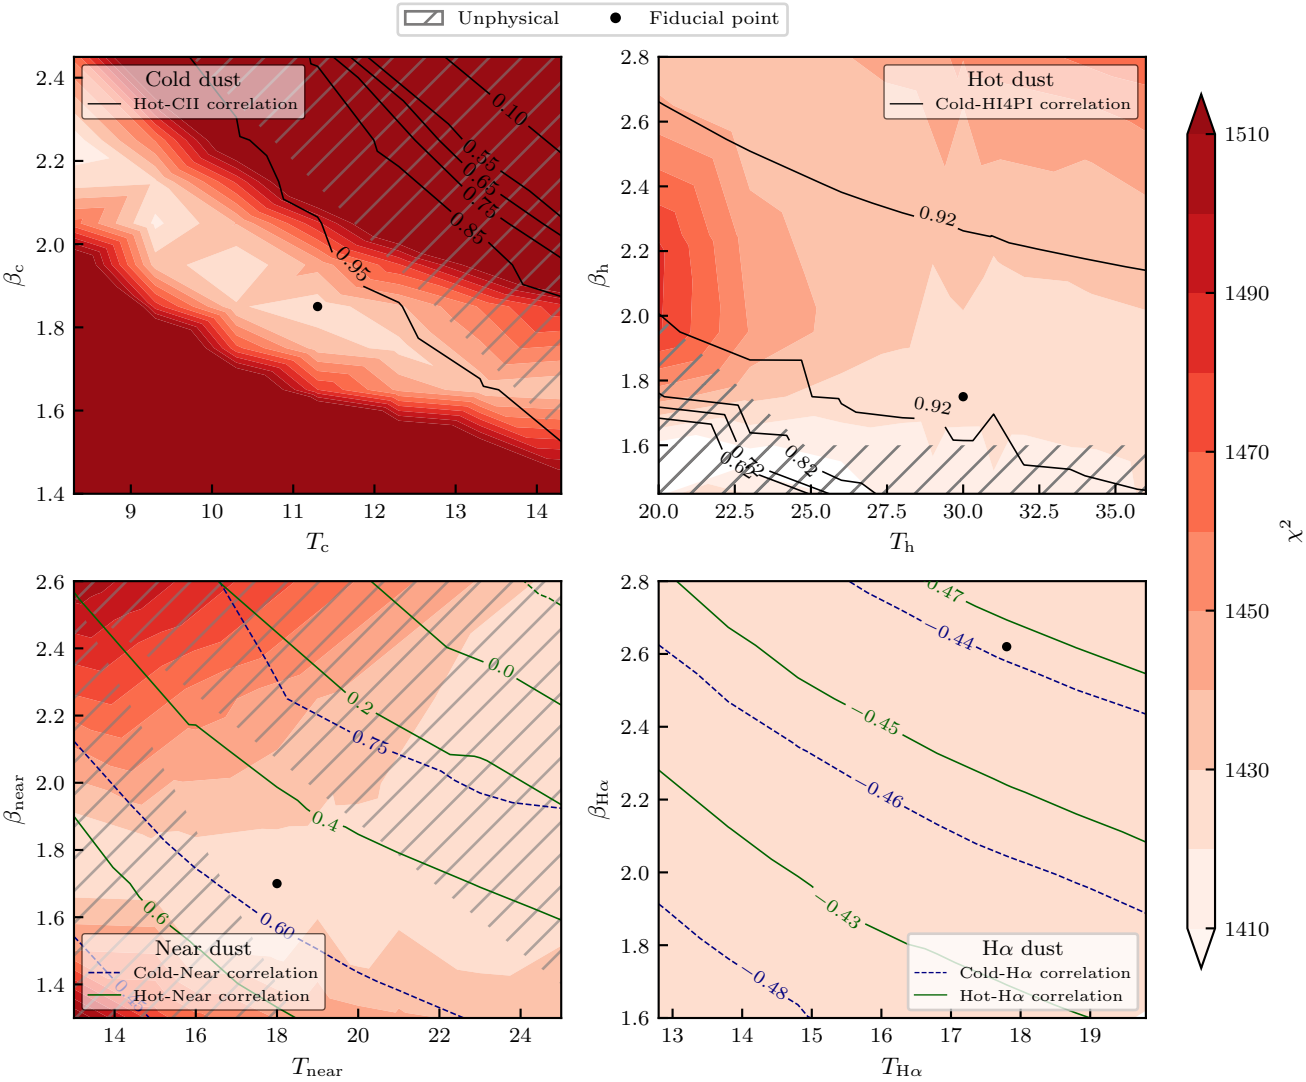 Unphysical
Fiducial point
Cold dust
Hot-CII correlation
0.10
0.55
0.65
0.75
0.85
0.95
2.4
2.2
2.0
1.8
1.6
1.4
β_c
9 10 11 12 13 14
T_c
Hot dust
Cold-HI4PI correlation
0.92
0.92
0.82
0.72
0.62
2.8
2.6
2.4
2.2
2.0
1.8
1.6
β_h
20.0 22.5 25.0 27.5 30.0 32.5 35.0
T_h
1510
1490
1470
1450
1430
1410
χ²
0.0
0.2
0.75
0.4
0.6
0.60
0.45
Near dust
Cold-Near correlation
Hot-Near correlation
2.6
2.4
2.2
2.0
1.8
1.6
1.4
β_near
14 16 18 20 22 24
T_near
−0.47
−0.44
−0.45
−0.46
−0.43
−0.48
Hα dust
Cold-Hα correlation
Hot-Hα correlation
2.8
2.6
2.4
2.2
2.0
1.8
1.6
β_Hα
13 14 15 16 17 18 19
T_Hα